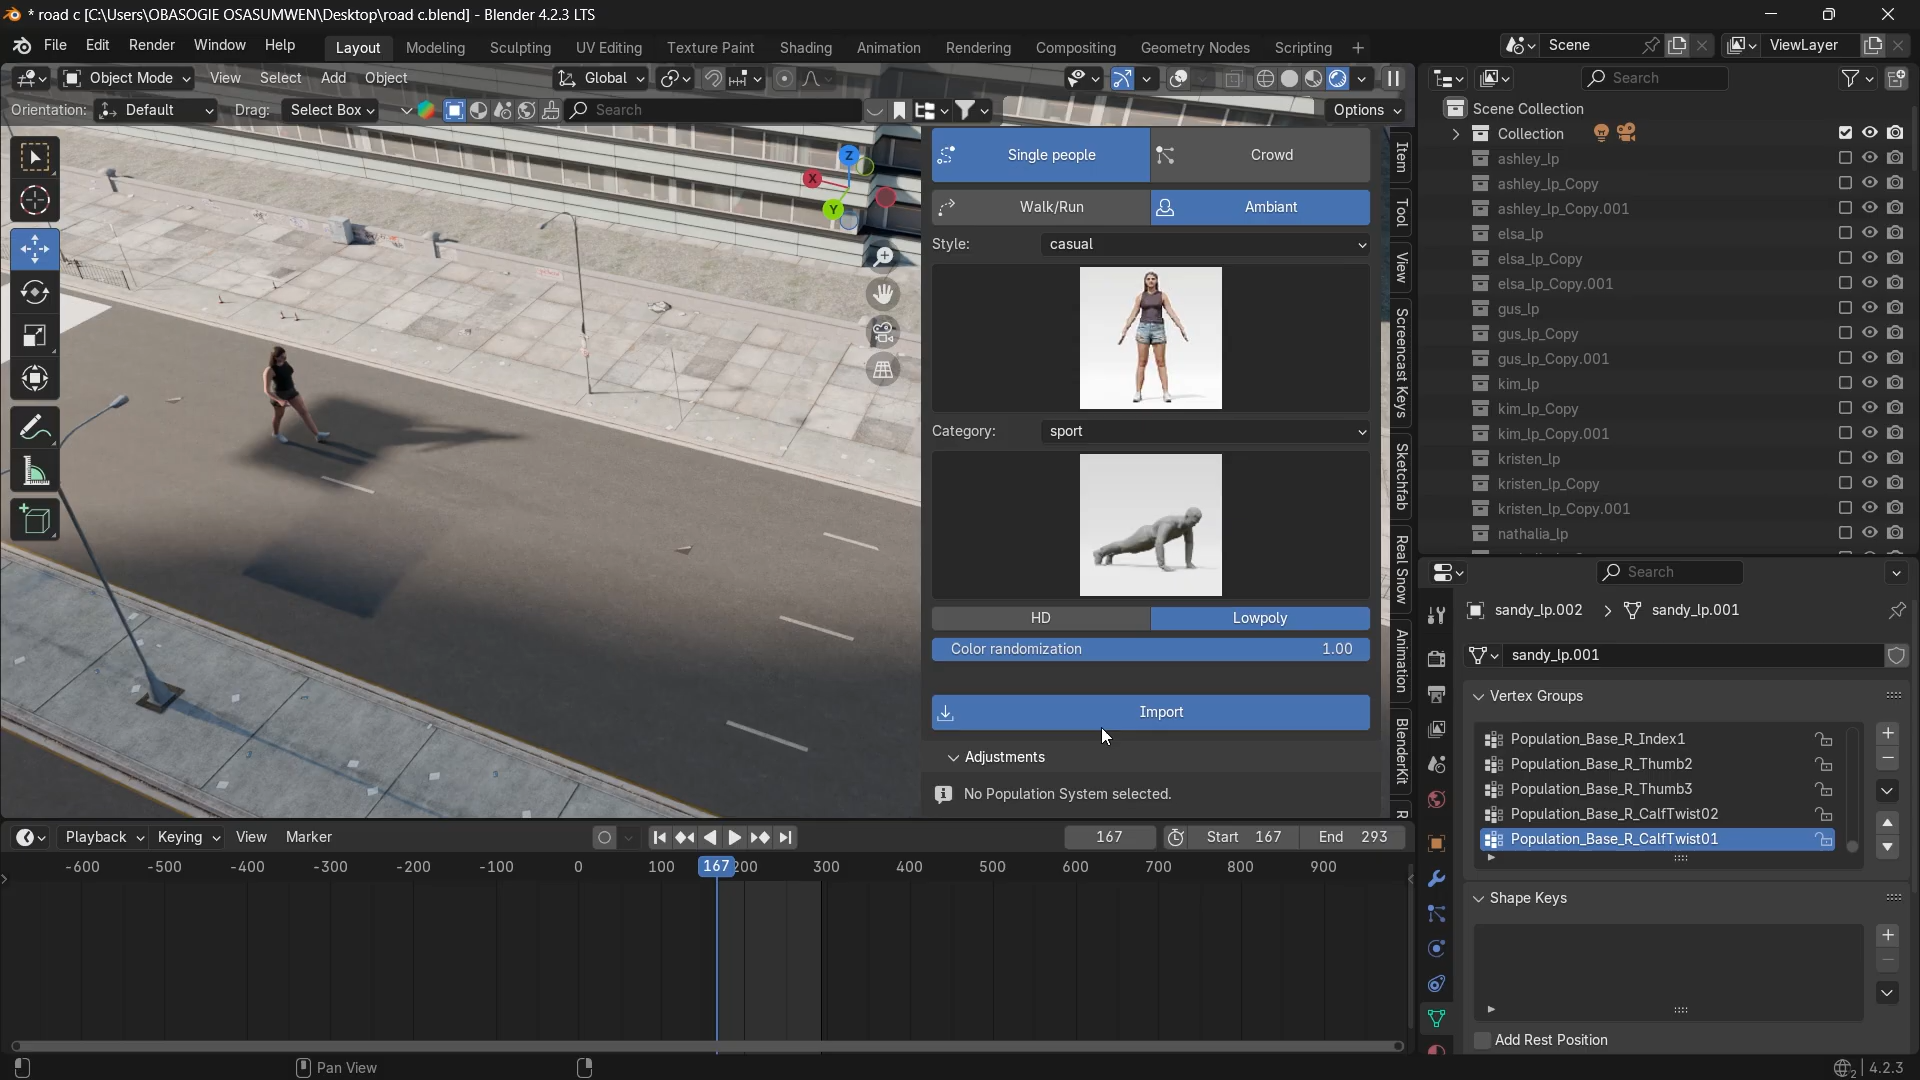 * road c [C:\Users\OBASOGIE OSASUMWEN\Desktop\road c.blend] - Blender 4.2.3 LTS
File Edit Render Window Help Layout Modeling Sculpting UV Editing Texture Paint Shading Animation Rendering Compositing Geometry Nodes Scripting + Scene ViewLayer
Object Mode View Select Add Object Global Search
Orientation: Default Drag: Select Box Search Options
Scene Collection
Collection
ashley_lp
ashley_lp_Copy
ashley_lp_Copy.001
elsa_lp
elsa_lp_Copy
elsa_lp_Copy.001
gus_lp
gus_lp_Copy
gus_lp_Copy.001
kim_lp
kim_lp_Copy
kim_lp_Copy.001
kristen_lp
kristen_lp_Copy
kristen_lp_Copy.001
nathalia_lp
Z
X
Y
Single people Crowd
Walk/Run Ambiant
Style: casual
Category: sport
HD Lowpoly
Color randomization 1.00
Import
Adjustments
No Population System selected.
Item
Tool
View
Screencast Keys
Sketchfab
Real Snow
Animation
BlenderKit
R
Search
sandy_lp.002 > sandy_lp.001
sandy_lp.001
Vertex Groups
Population_Base_R_Index1
Population_Base_R_Thumb2
Population_Base_R_Thumb3
Population_Base_R_CalfTwist02
Population_Base_R_CalfTwist01
Shape Keys
Add Rest Position
Playback Keying View Marker 167 Start 167 End 293
-600 -500 -400 -300 -200 -100 0 100 167 200 300 400 500 600 700 800 900
Pan View
2 4.2.3